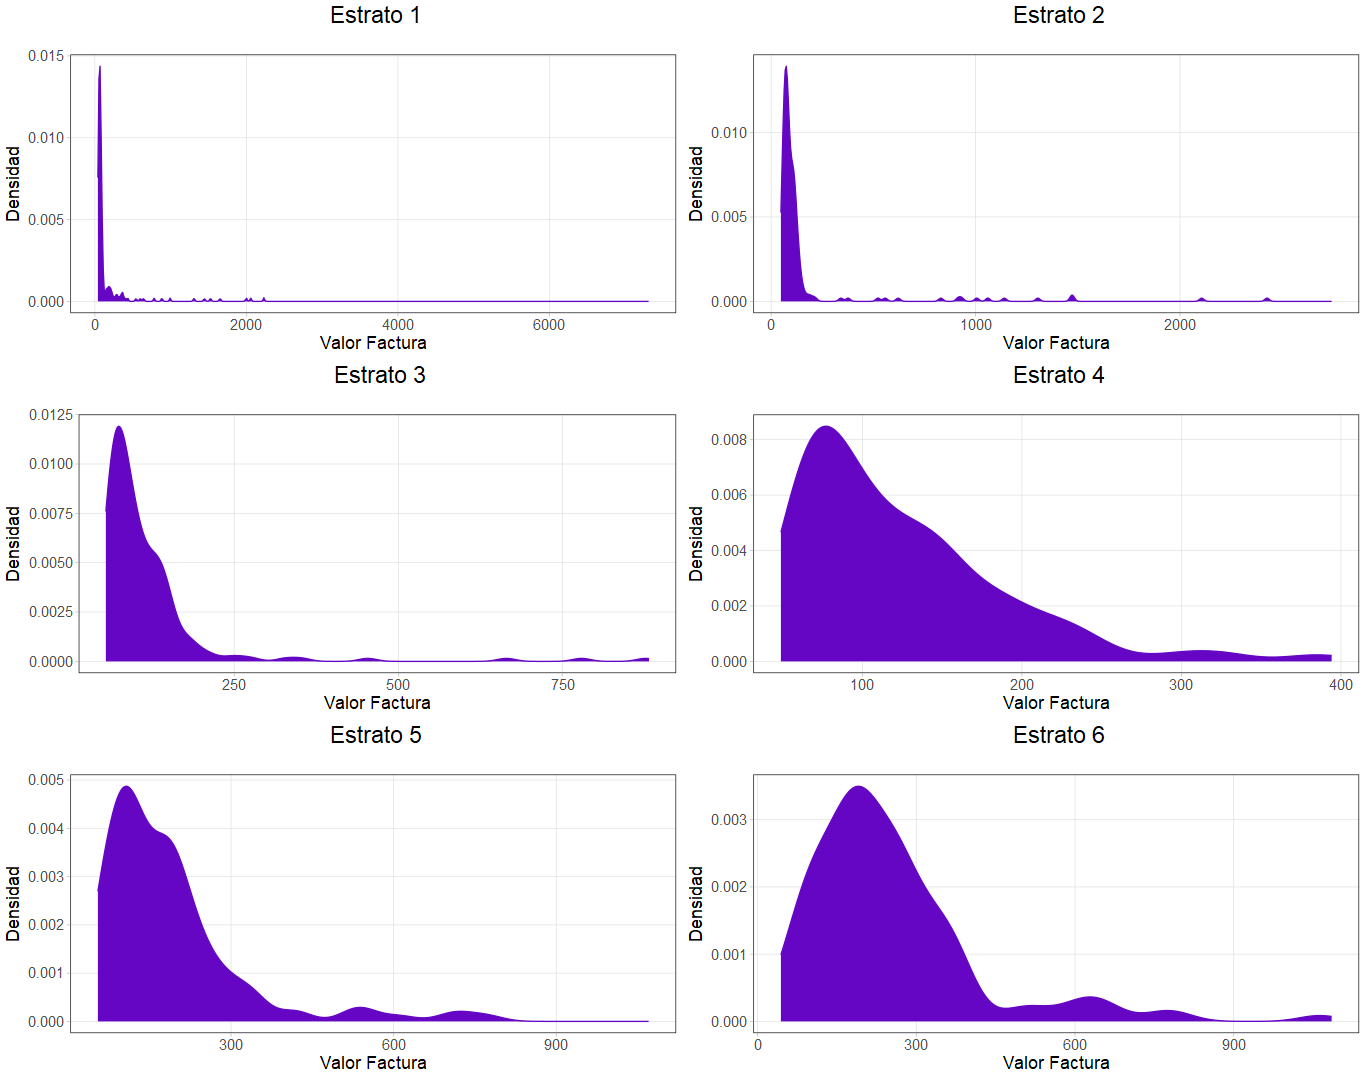 Estrato 1
Densidad
0.015
0.010
0.005
0.000
0 2000 4000 6000
Valor Factura
Estrato 2
Densidad
0.010
0.005
0.000
0 1000 2000
Valor Factura
Estrato 3
Densidad
0.0125
0.0100
0.0075
0.0050
0.0025
0.0000
250 500 750
Valor Factura
Estrato 4
Densidad
0.008
0.006
0.004
0.002
0.000
100 200 300 400
Valor Factura
Estrato 5
Densidad
0.005
0.004
0.003
0.002
0.001
0.000
300 600 900
Valor Factura
Estrato 6
Densidad
0.003
0.002
0.001
0.000
0 300 600 900
Valor Factura